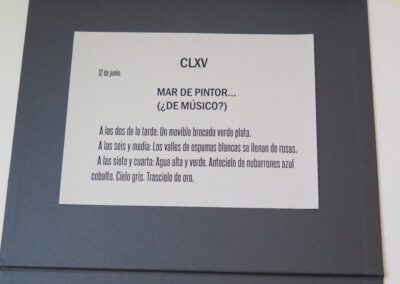 CLXV
12 de junio.
MAR DE PINTOR...
(¿DE MÚSICO?)
A las dos de la tarde: Un movible brocado verde plata.
A las seis y media: Los valles de espumas blancas se llenan de rosas.
A las siete y cuarto: Agua alta y verde. Antecielo de nubarrones azul
cobalto. Cielo gris. Trascielo de oro.